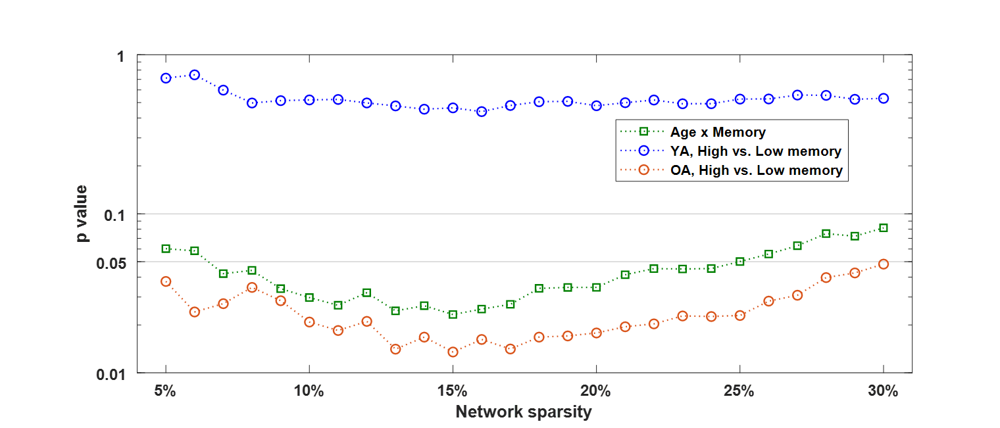 1
0.1
0.05
0.01
p value
Age x Memory
YA, High vs. Low memory
OA, High vs. Low memory
5% 10% 15% 20% 25% 30%
Network sparsity